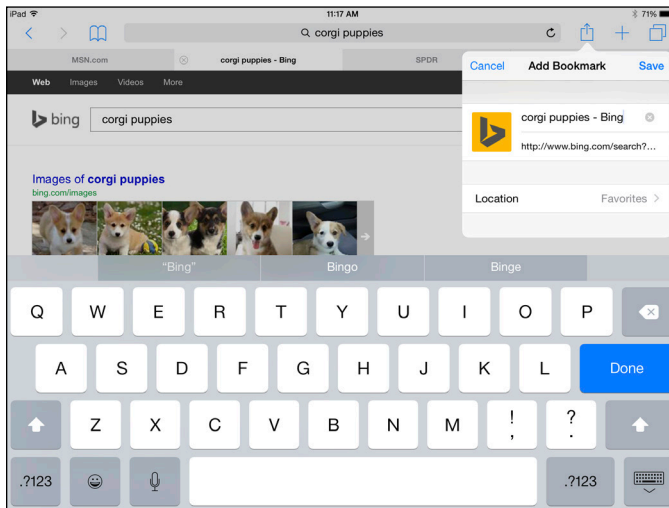 iPad 11:17 AM 71%
corgi puppies
MSN.com corgi puppies - Bing SPDR
Cancel Add Bookmark Save
Web Images Videos More
corgi puppies - Bing
bing corgi puppies
http://www.bing.com/search?...
Images of corgi puppies
bing.com/images
Location Favorites
"Bing" Bingo Binge
Q W E R T Y U I O P
A S D F G H J K L Done
Z X C V B N M ! , ? .
.?123 .?123